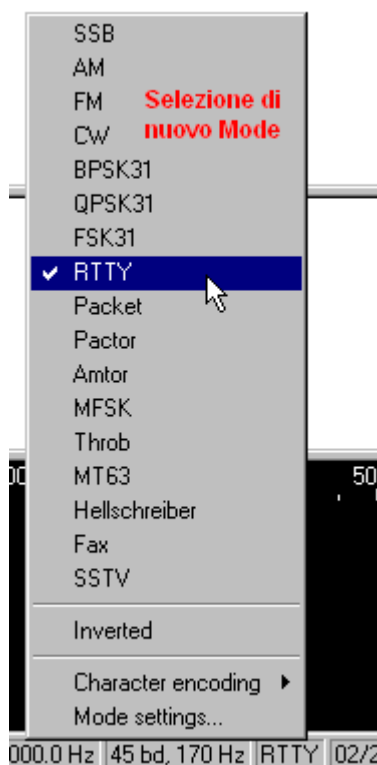 SSB
AM
FM
Selezione di
nuovo Mode
CW
BPSK31
QPSK31
FSK31
RTTY
Packet
Pactor
Amtor
MFSK
Throb
MT63
Hellschreiber
Fax
SSTV
Inverted
Character encoding
Mode settings...
000.0 Hz 45 bd, 170 Hz RTTY 02/2